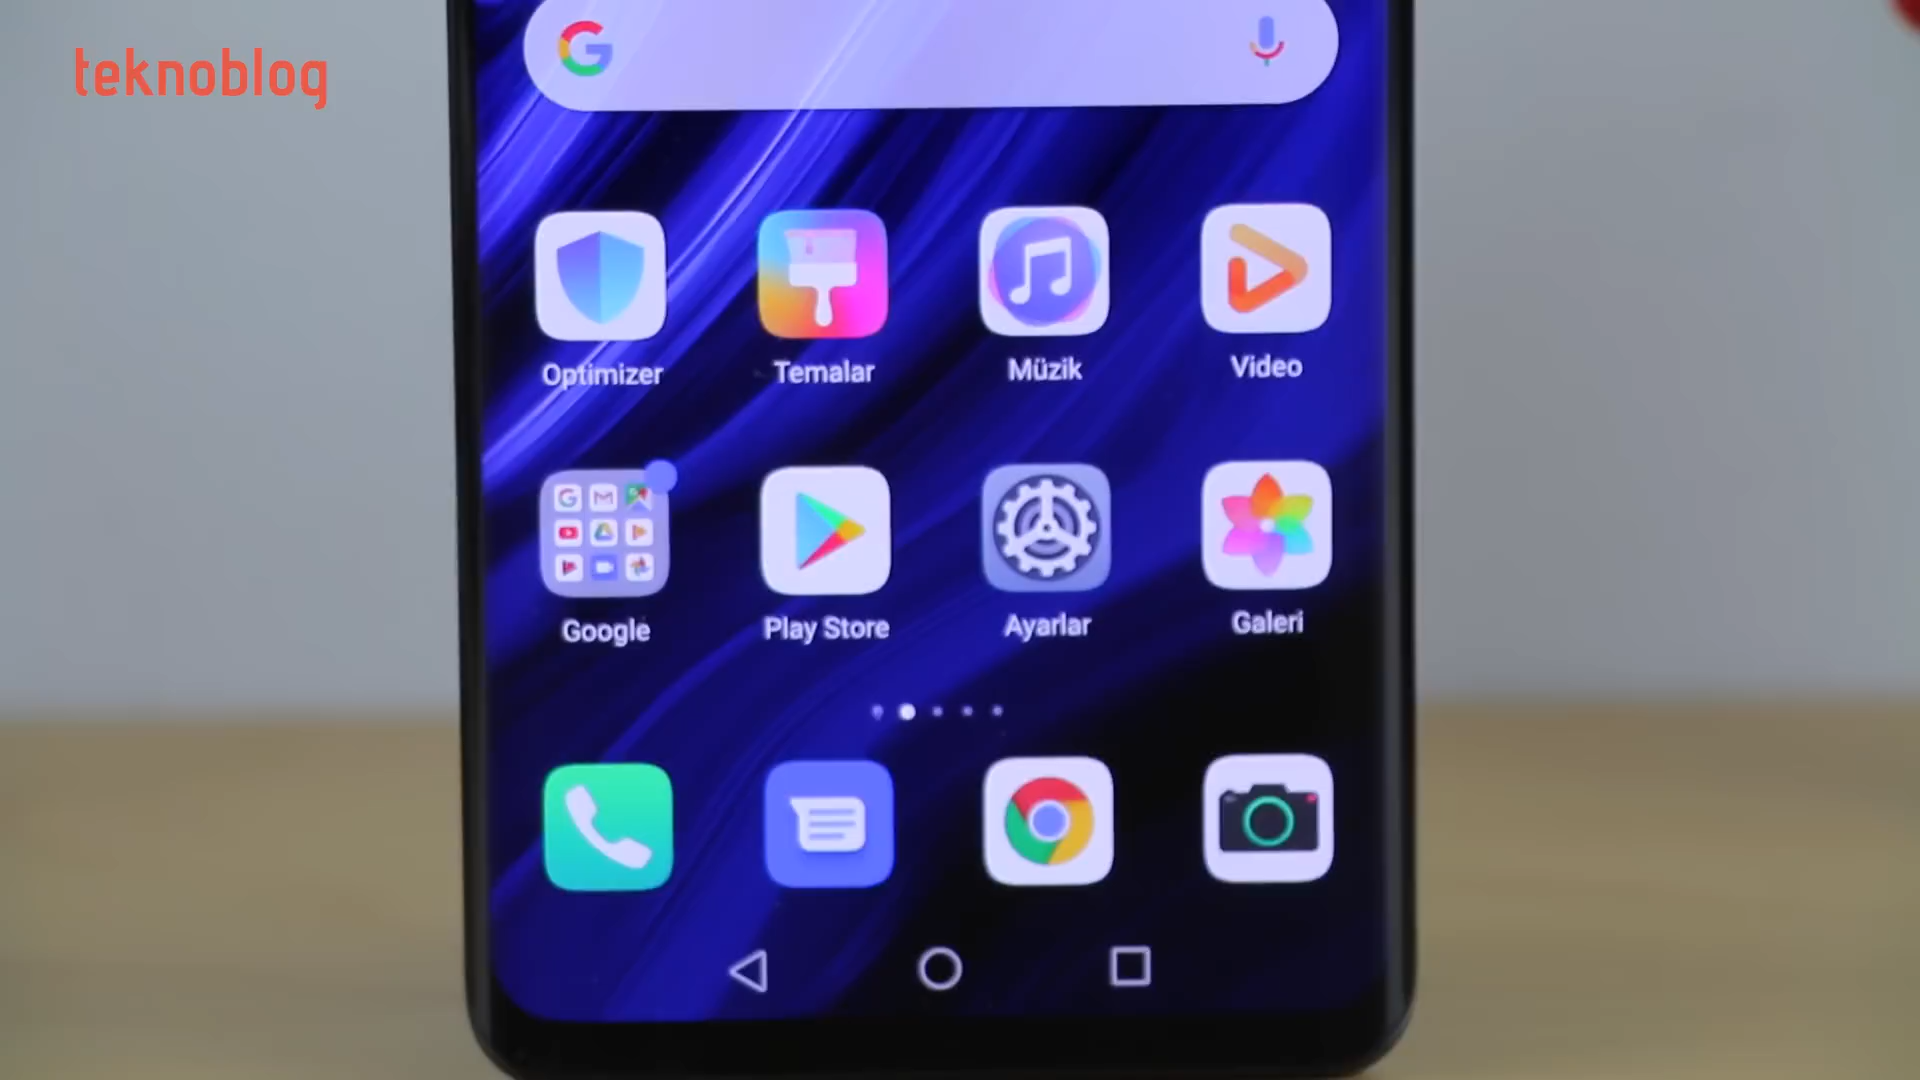 teknoblog
Optimizer
Temalar
Müzik
Video
Google
Play Store
Ayarlar
Galeri